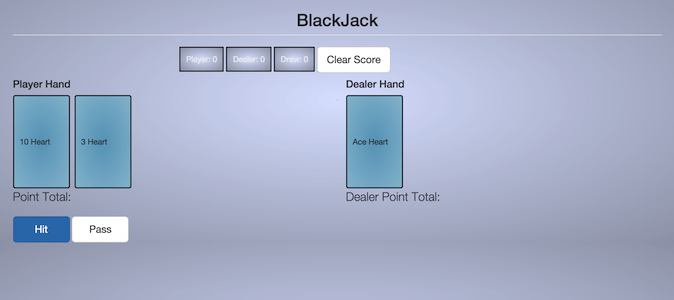 BlackJack
Player: 0 Dealer: 0 Draw: 0 Clear Score
Player Hand
10 Heart 3 Heart
Point Total:
Dealer Hand
Ace Heart
Dealer Point Total:
Hit Pass